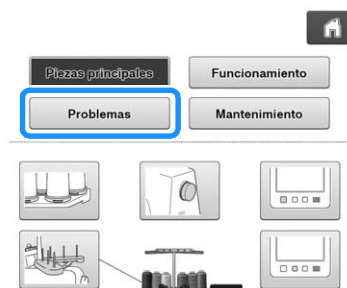 Piezas principales
Funcionamiento
Problemas
Mantenimiento